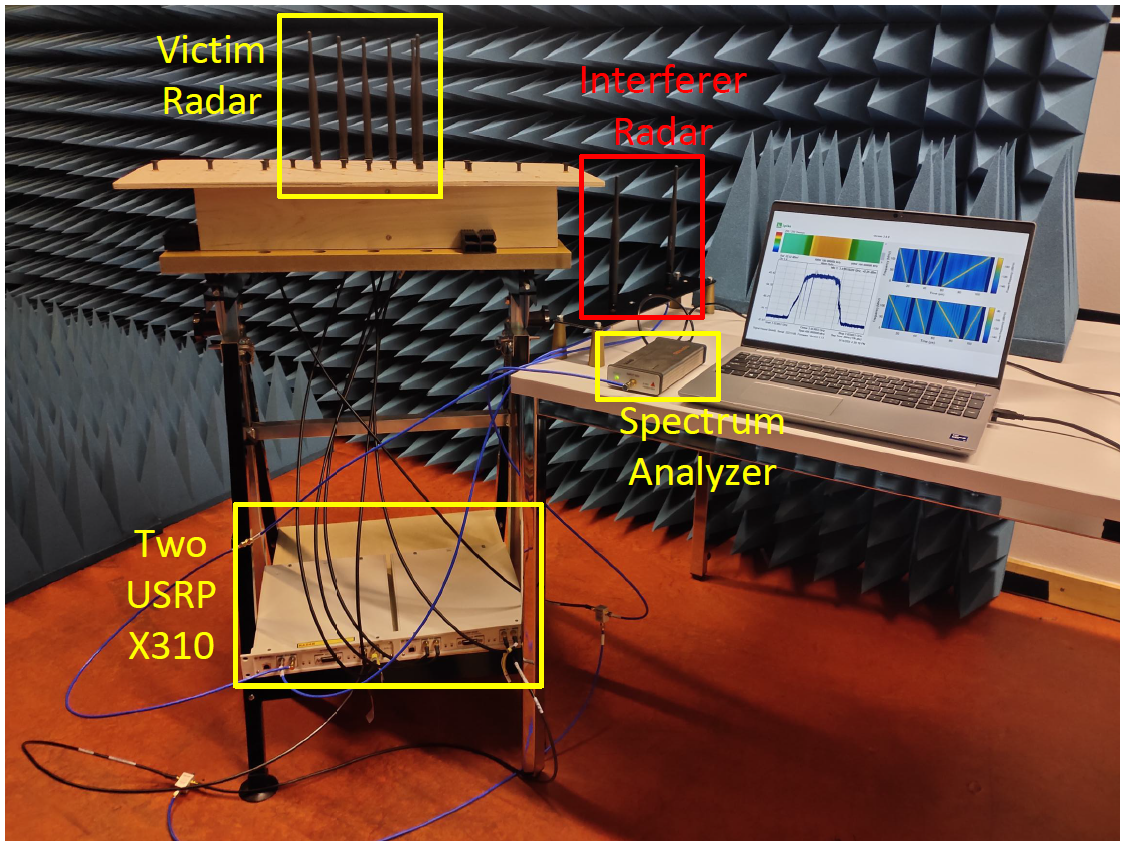 Victim
Radar
Interferer
Radar
Spectrum
Analyzer
Two
USRP
X310